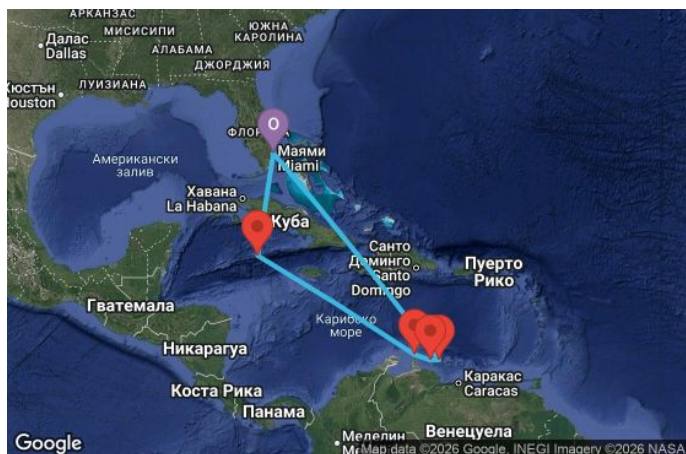 АРКАНЗАС
МИСИСИПИ
ЮЖНА
КАРОЛИНА
Далас
Dallas
АЛАБАМА
ДЖОРДЖИЯ
ЛУИЗИАНА
Хюстън
Houston
О
ФЛОР
Маями
Miami
Американски
залив
Хавана
La Habana
Куба
Санто
Доминго
Santo
Domingo
Пуерто
Рико
Гватемала
Карибско
море
Никарагуа
Каракас
Caracas
Коста Рика
Панама
Венецуела
Меделин
Google
Map data ©2026 Google, INEGI Imagery ©2026 NASA